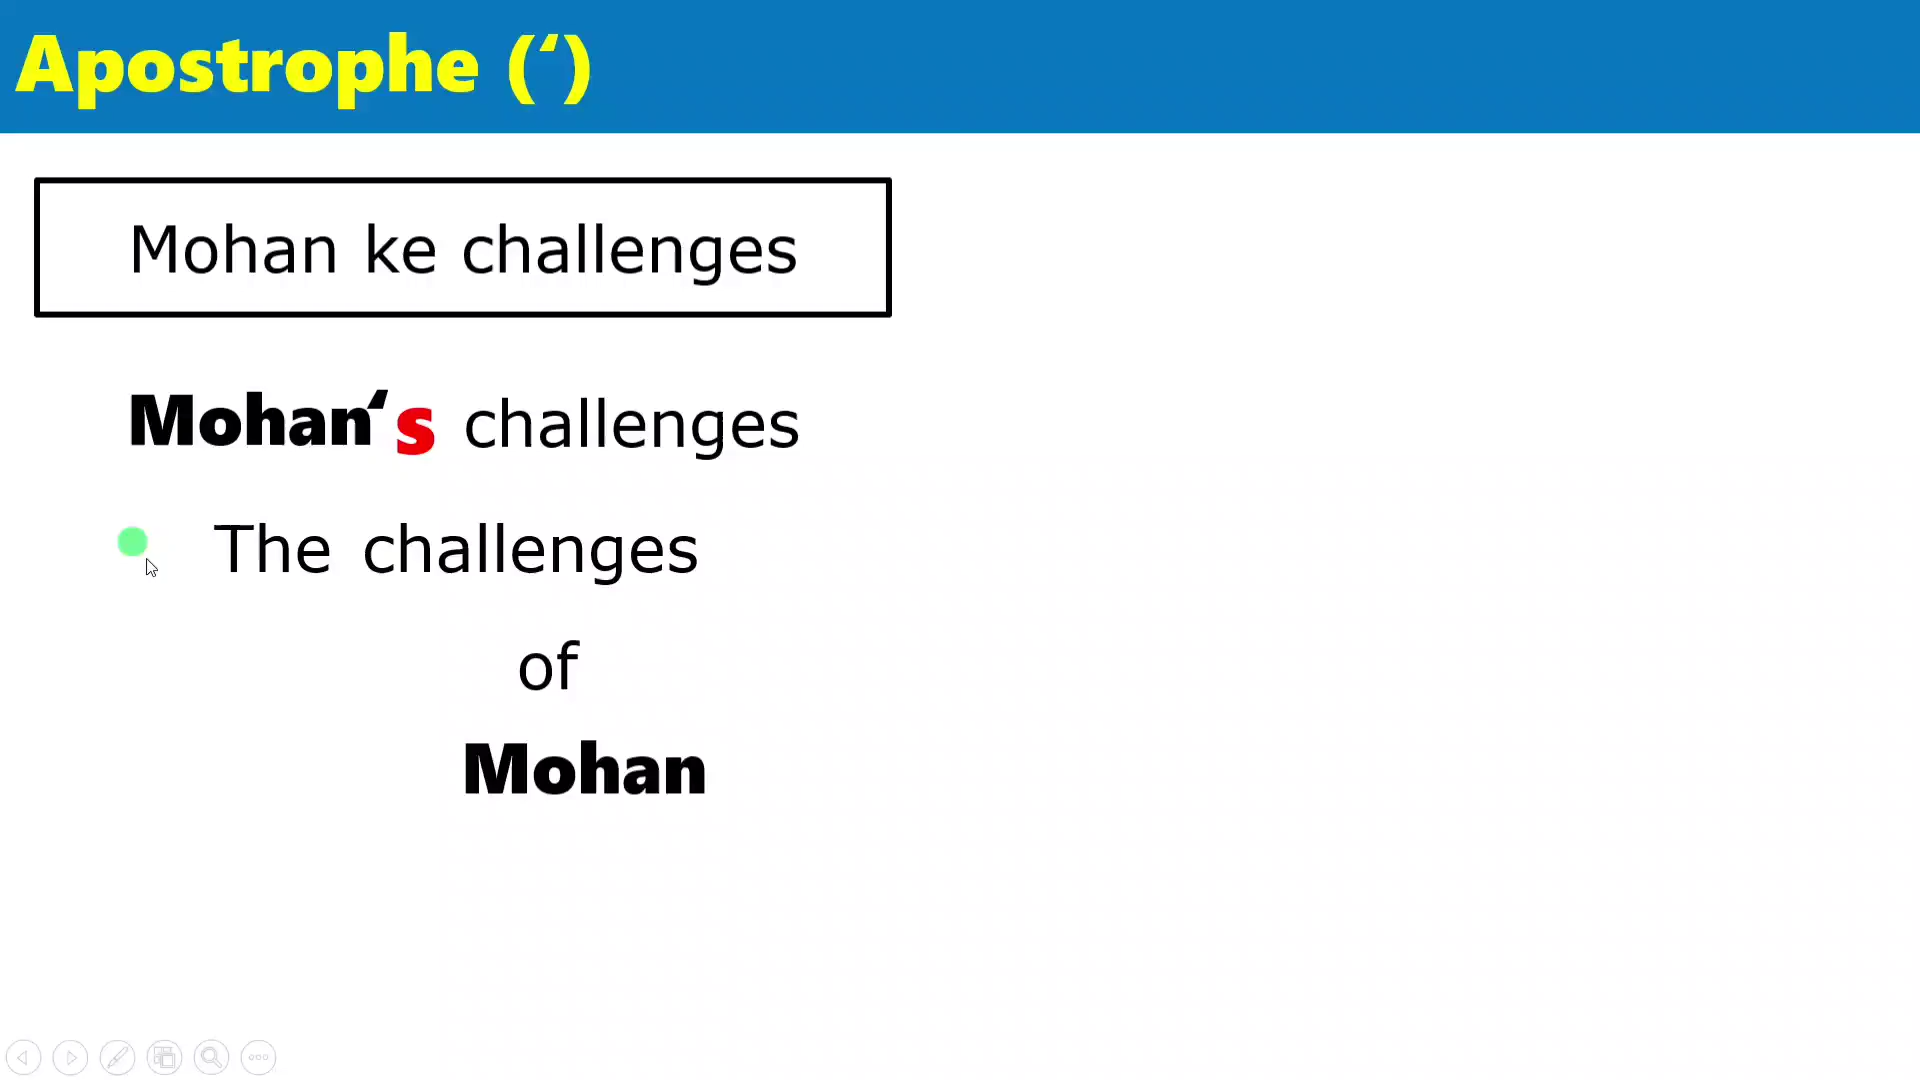 Apostrophe (‘)
Mohan ke challenges
Mohan‘s challenges
The challenges
of
Mohan